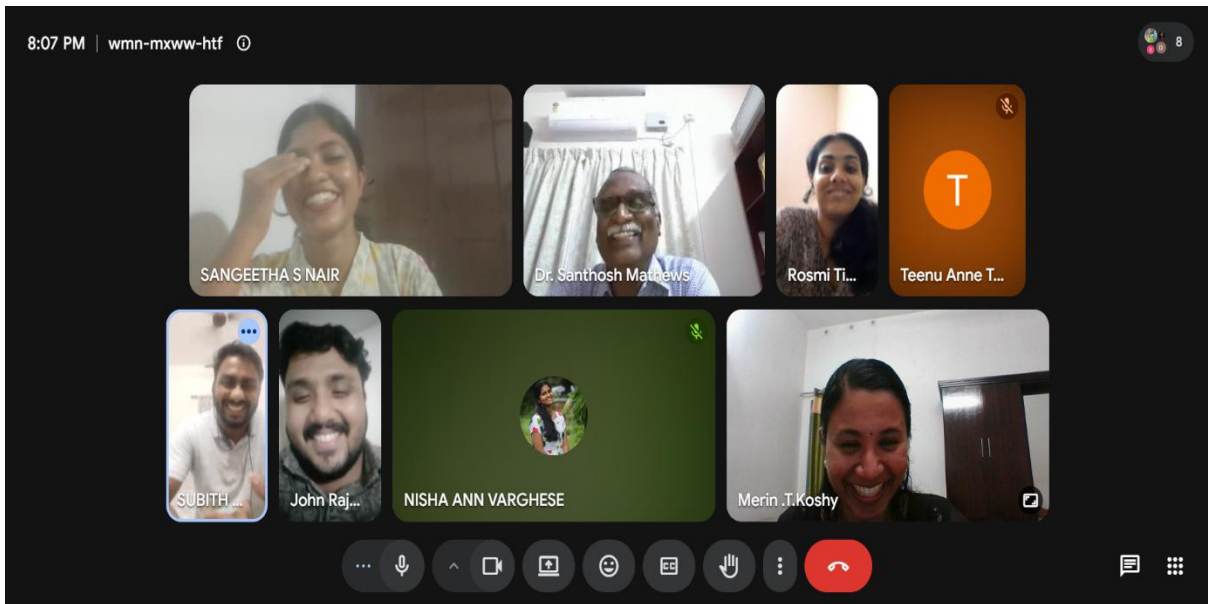 8:07 PM | wmn-mxww-htf
8
SANGEETHA S NAIR
Dr. Santhosh Mathews
Rosmi Ti...
T
Teenu Anne T...
SUBITH ...
John Raj...
NISHA ANN VARGHESE
Merin .T.Koshy
CC